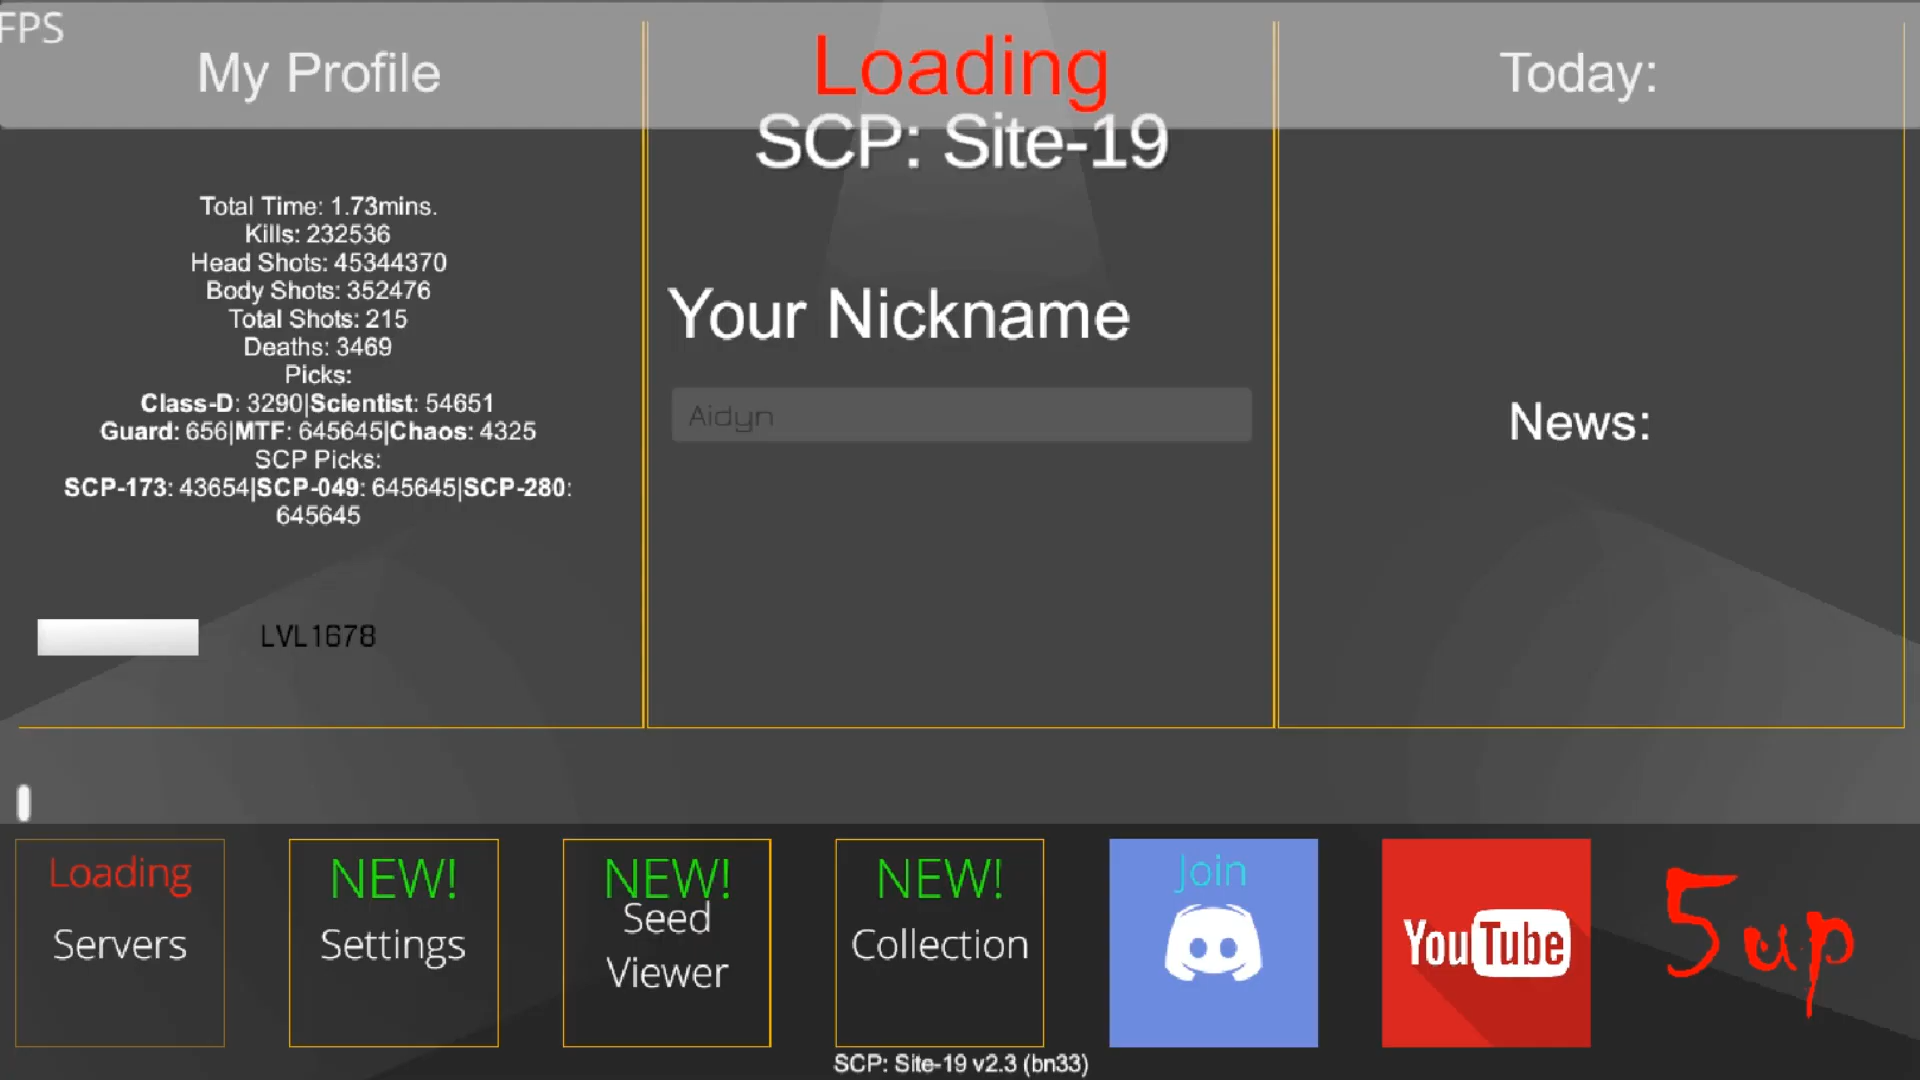 FPS
My Profile
Total Time: 1.73mins.
Kills: 232536
Head Shots: 45344370
Body Shots: 352476
Total Shots: 215
Deaths: 3469
Picks:
Class-D: 3290|Scientist: 54651
Guard: 656|MTF: 645645|Chaos: 4325
SCP Picks:
SCP-173: 43654|SCP-049: 645645|SCP-280:
645645
LVL1678
Loading
SCP: Site-19
Your Nickname
Aidyn
Today:
News:
Loading
Servers
NEW!
Settings
NEW!
Seed
Viewer
NEW!
Collection
Join
YouTube
5up
SCP: Site-19 v2.3 (bn33)